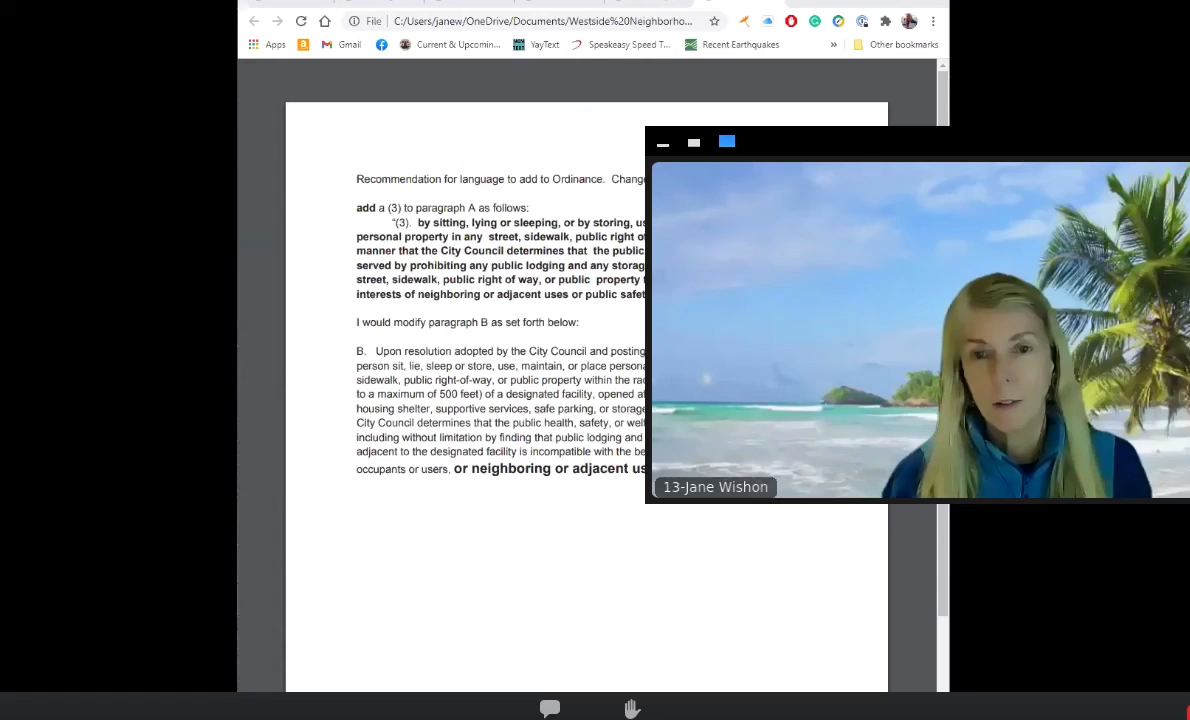 File C:/Users/janew/OneDrive/Documents/Westside%20Neighborho...
Apps Gmail Current & Upcomin... YayText Speakeasy Speed T... Recent Earthquakes » Other bookmarks
Recommendation for language to add to Ordinance. Change
add a (3) to paragraph A as follows:
"(3). by sitting, lying or sleeping, or by storing, us
personal property in any street, sidewalk, public right of
manner that the City Council determines that the public
served by prohibiting any public lodging and any storag
street, sidewalk, public right of way, or public property
interests of neighboring or adjacent uses or public safet
I would modify paragraph B as set forth below:
B. Upon resolution adopted by the City Council and posting
person sit, lie, sleep or store, use, maintain, or place persona
sidewalk, public right-of-way, or public property within the rad
to a maximum of 500 feet) of a designated facility, opened af
housing shelter, supportive services, safe parking, or storage
City Council determines that the public health, safety, or welf
including without limitation by finding that public lodging and
adjacent to the designated facility is incompatible with the be
occupants or users, or neighboring or adjacent us
13-Jane Wishon